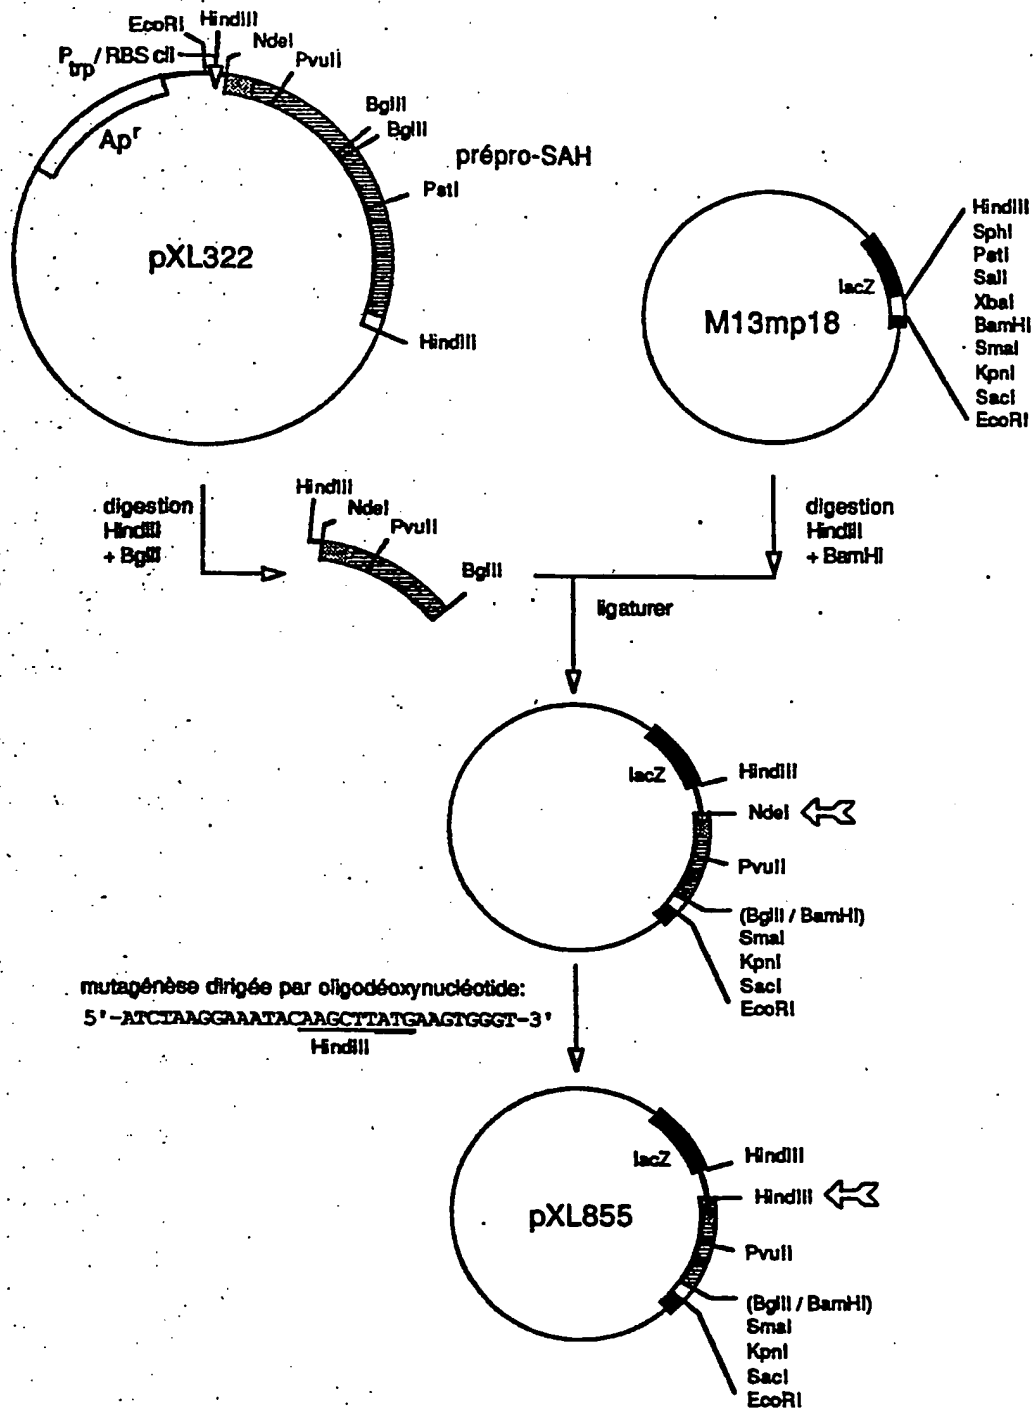 EcoRI
HindIII
NdeI
P trp / RBS cII
PvuII
BglII
BglII
Ap r
prépro-SAH
PstI
pXL322
HindIII
M13mp18
lacZ
HindIII
SphI
PstI
SalI
XbaI
BamHI
SmaI
KpnI
SacI
EcoRI
digestion
HindIII
+ BglII
HindIII
NdeI
PvuII
BglII
digestion
HindIII
+ BamHI
ligaturer
lacZ
HindIII
NdeI
PvuII
(BglII / BamHI)
SmaI
KpnI
SacI
EcoRI
mutagénèse dirigée par oligodéoxynucléotide:
5'-ATCTAAGGAAATACAAGCTTATGAAGTGGGT-3'
HindIII
lacZ
HindIII
HindIII
pXL855
PvuII
(BglII / BamHI)
SmaI
KpnI
SacI
EcoRI